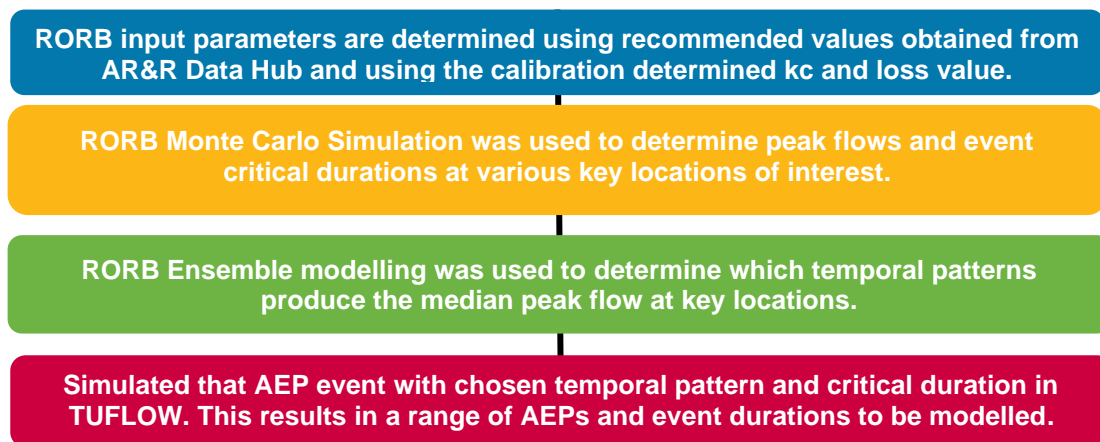 RORB input parameters are determined using recommended values obtained from
AR&R Data Hub and using the calibration determined kc and loss value.
RORB Monte Carlo Simulation was used to determine peak flows and event
critical durations at various key locations of interest.
RORB Ensemble modelling was used to determine which temporal patterns
produce the median peak flow at key locations.
Simulated that AEP event with chosen temporal pattern and critical duration in
TUFLOW. This results in a range of AEPs and event durations to be modelled.